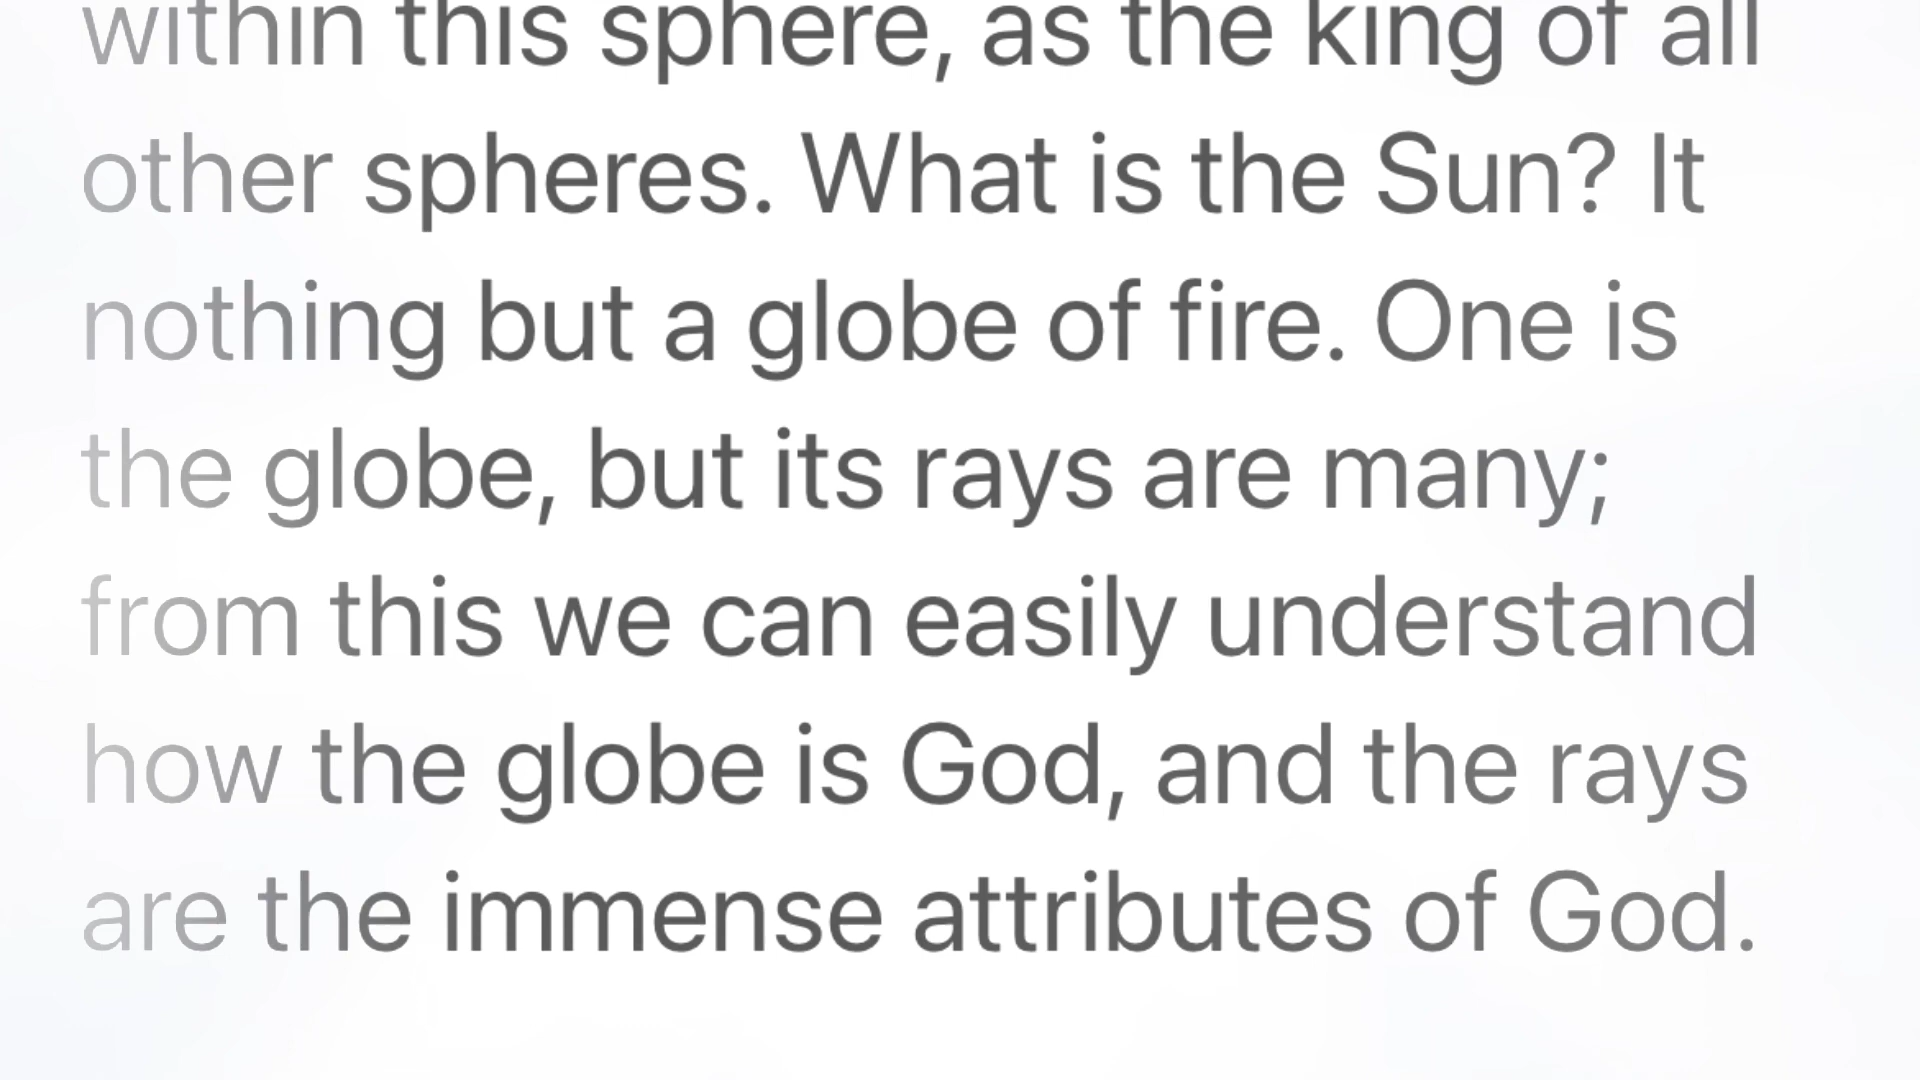 within this sphere, as the king of all
other spheres. What is the Sun? It
nothing but a globe of fire. One is
the globe, but its rays are many;
from this we can easily understand
how the globe is God, and the rays
are the immense attributes of God.